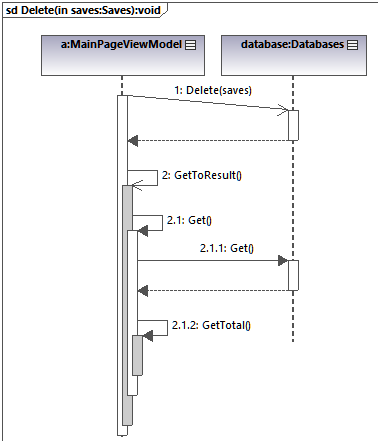 sd Delete(in saves:Saves):void
a:MainPageViewModel
database:Databases
1: Delete(saves)
2: GetToResult()
2.1: Get()
2.1.1: Get()
2.1.2: GetTotal()